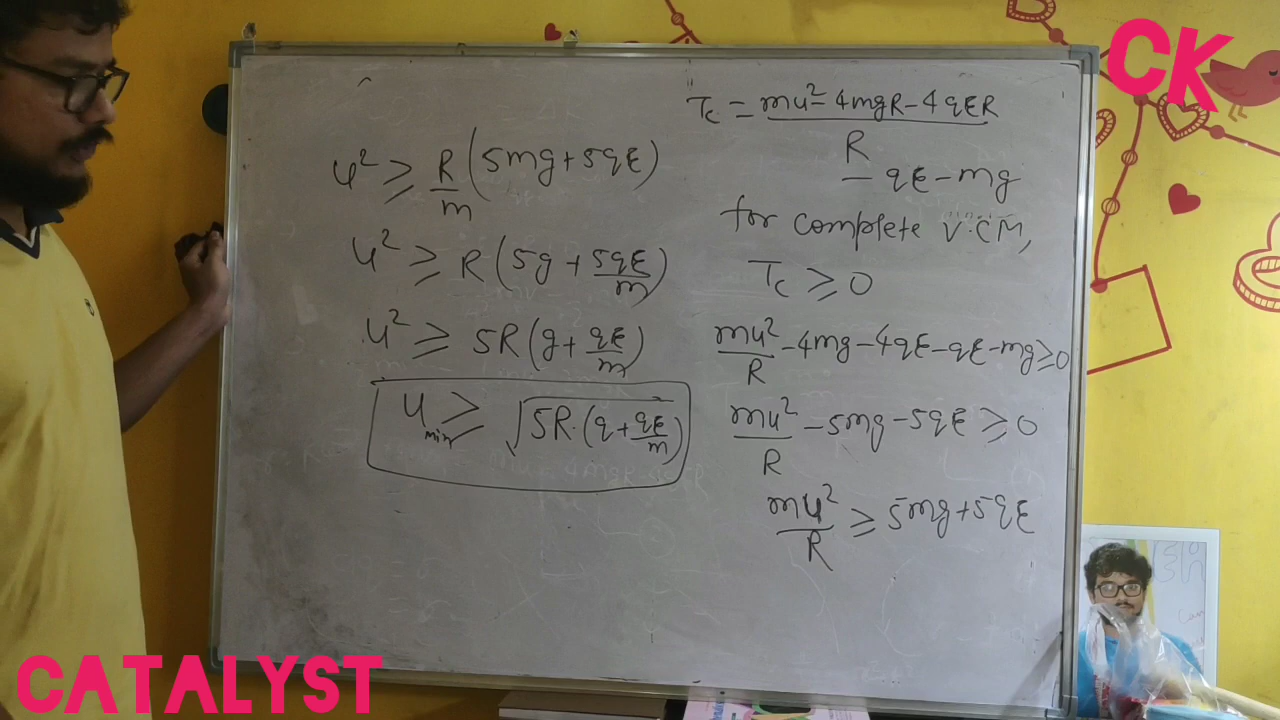 CK
T_C = (mu² - 4mgR - 4qER)/R
- qE - mg
for complete V.CM,
T_C ≥ 0
mu²/R - 4mg - 4qE - qE - mg ≥ 0
mu²/R - 5mg - 5qE ≥ 0
mu²/R ≥ 5mg + 5qE
u² ≥ R/m (5mg + 5qE)
u² ≥ R (5g + 5qE/m)
u² ≥ 5R (g + qE/m)
u_min ≥ √(5R.(g + qE/m))
CATALYST